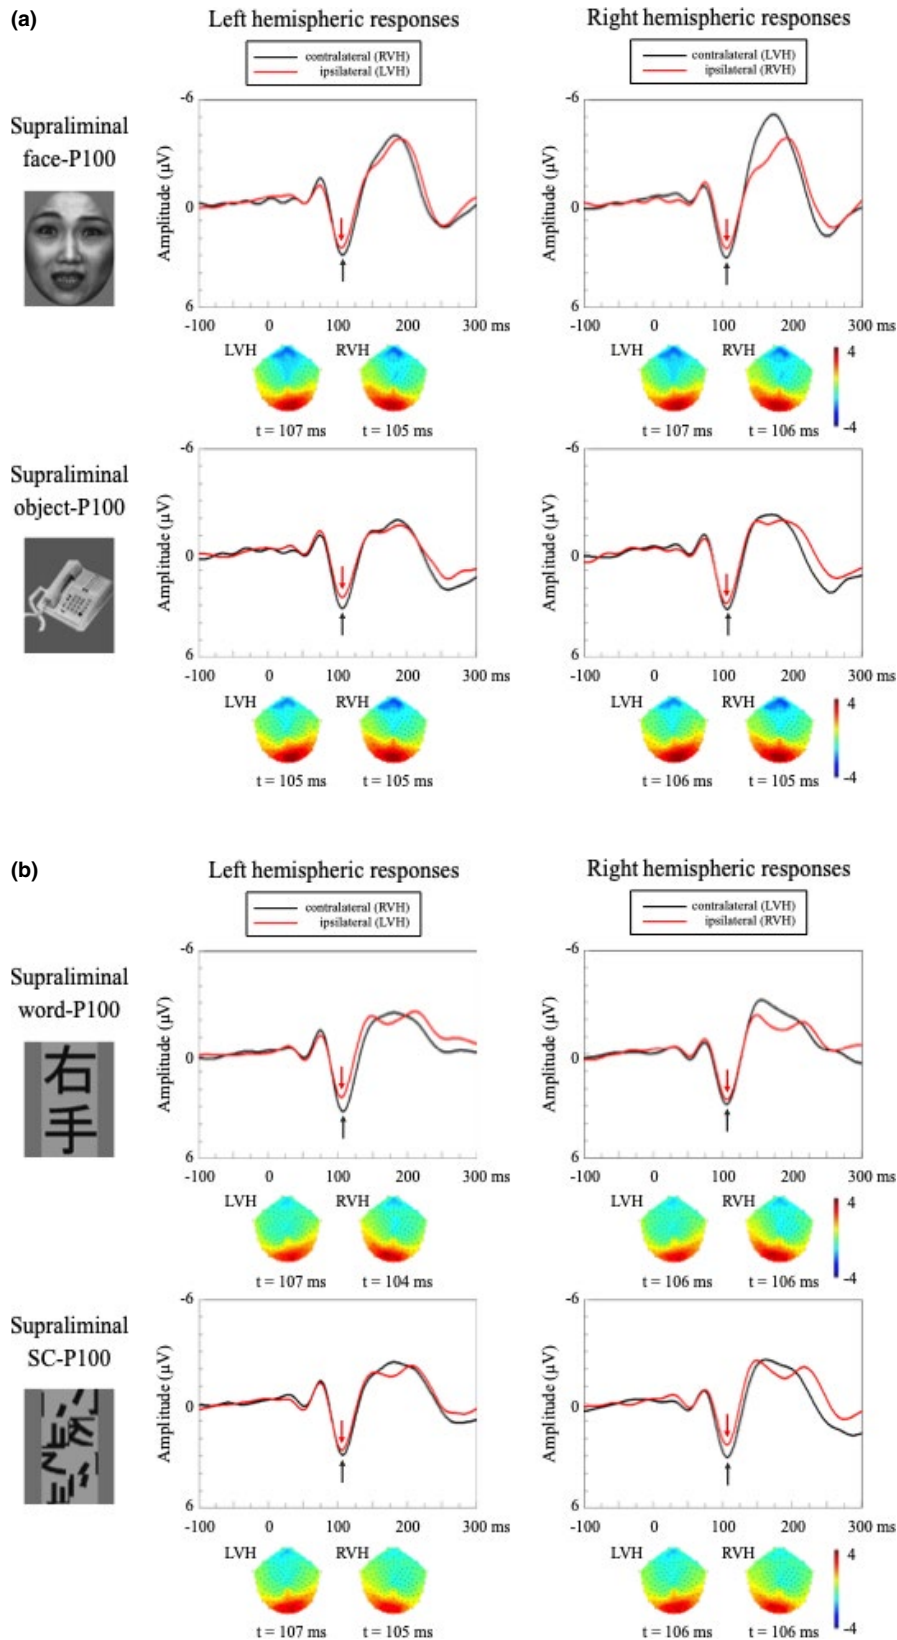 (a)
Left hemispheric responses
Right hemispheric responses
contralateral (RVH)
ipsilateral (LVH)
contralateral (LVH)
ipsilateral (RVH)
Supraliminal
face-P100
Amplitude (µV)
-6
0
6
-100 0 100 200 300 ms
LVH RVH
t = 107 ms t = 105 ms
Amplitude (µV)
-6
0
6
-100 0 100 200 300 ms
LVH RVH
t = 107 ms t = 106 ms
4
-4
Supraliminal
object-P100
Amplitude (µV)
-6
0
6
-100 0 100 200 300 ms
LVH RVH
t = 105 ms t = 105 ms
Amplitude (µV)
-6
0
6
-100 0 100 200 300 ms
LVH RVH
t = 106 ms t = 105 ms
4
-4
(b)
Left hemispheric responses
Right hemispheric responses
contralateral (RVH)
ipsilateral (LVH)
contralateral (LVH)
ipsilateral (RVH)
Supraliminal
word-P100
右
手
Amplitude (µV)
-6
0
6
-100 0 100 200 300 ms
LVH RVH
t = 107 ms t = 104 ms
Amplitude (µV)
-6
0
6
-100 0 100 200 300 ms
LVH RVH
t = 106 ms t = 106 ms
4
-4
Supraliminal
SC-P100
Amplitude (µV)
-6
0
6
-100 0 100 200 300 ms
LVH RVH
t = 107 ms t = 105 ms
Amplitude (µV)
-6
0
6
-100 0 100 200 300 ms
LVH RVH
t = 106 ms t = 106 ms
4
-4